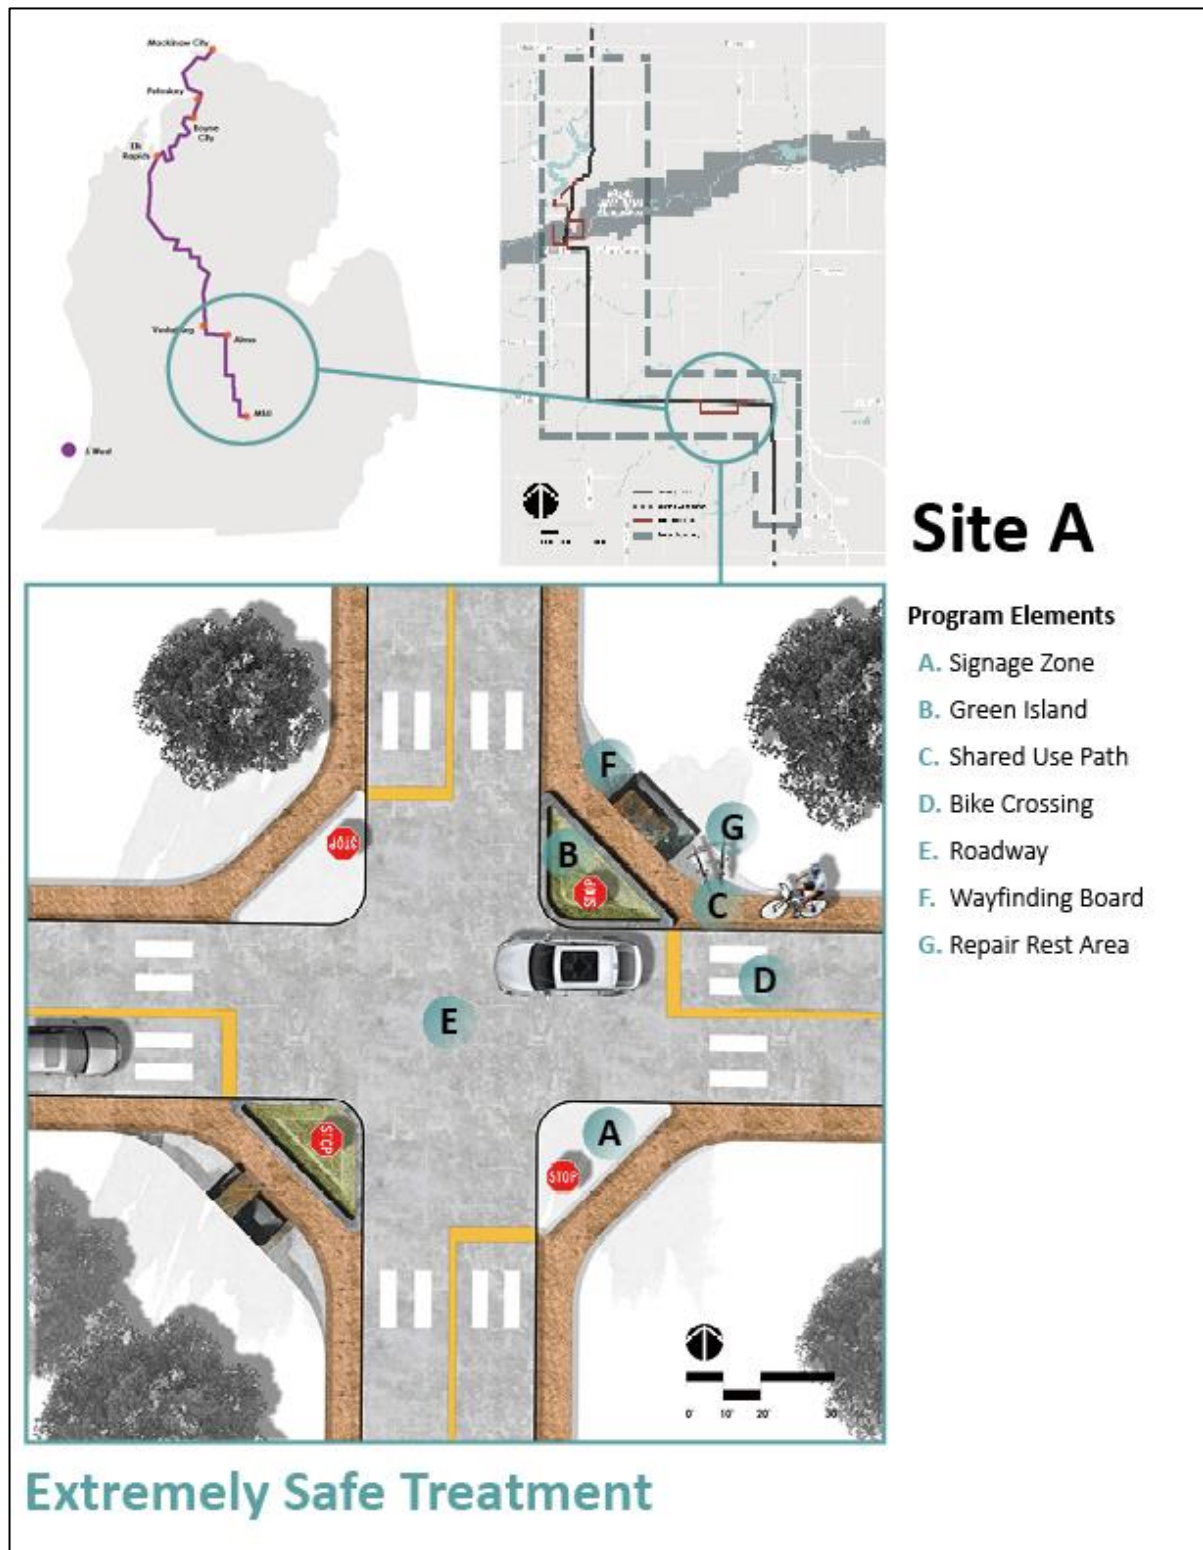 Mackinaw City
Petoskey
Boyne
City
Elk
Rapids
Vestaburg
Alma
MSU
Site A
Program Elements
A. Signage Zone
B. Green Island
C. Shared Use Path
D. Bike Crossing
E. Roadway
F. Wayfinding Board
G. Repair Rest Area
F
G
B
STOP
STOP
C
D
E
A
STOP
STOP
0'
10'
20'
30'
Extremely Safe Treatment